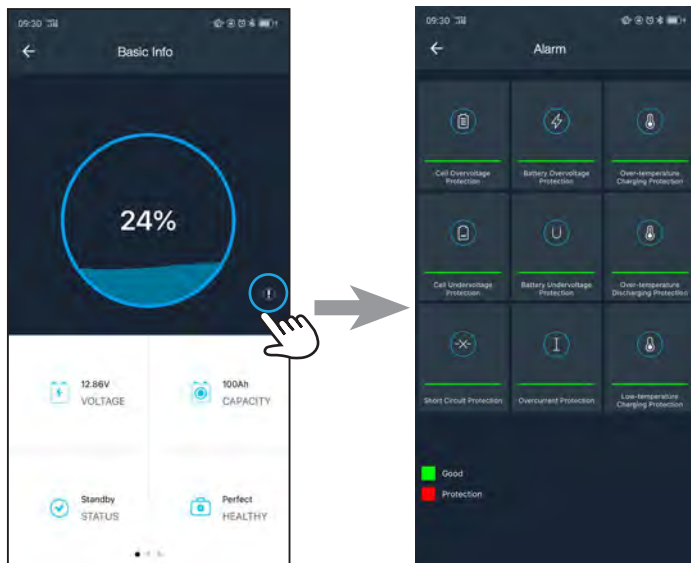 09:30
Basic Info
24%
12.86V
VOLTAGE
100Ah
CAPACITY
Standby
STATUS
Perfect
HEALTHY
09:30
Alarm
Cell Overvoltage
Protection
Battery Overvoltage
Protection
Over-temperature
Charging Protection
Cell Undervoltage
Protection
Battery Undervoltage
Protection
Over-temperature
Discharging Protection
Short Circuit Protection
Overcurrent Protection
Low-temperature
Charging Protection
Good
Protection